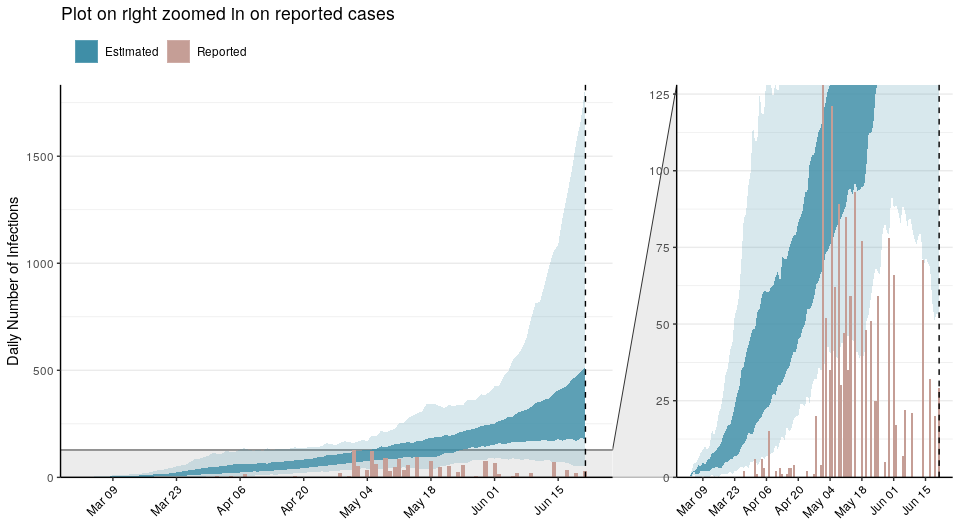 Plot on right zoomed in on reported cases
Estimated Reported
Daily Number of Infections
1500
1000
500
0
Mar 09 Mar 23 Apr 06 Apr 20 May 04 May 18 Jun 01 Jun 15
125
100
75
50
25
0
Mar 09 Mar 23 Apr 06 Apr 20 May 04 May 18 Jun 01 Jun 15